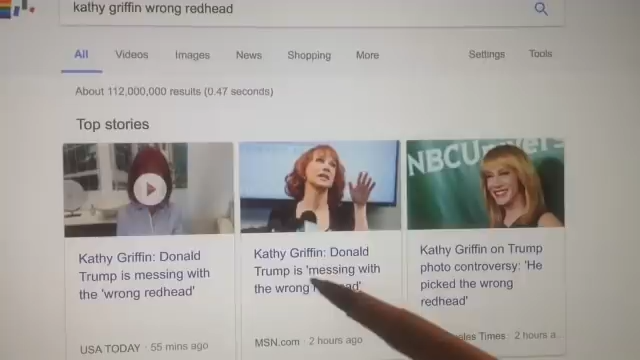 kathy griffin wrong redhead
All Videos Images News Shopping More Settings Tools
About 112,000,000 results (0.47 seconds)
Top stories
NBCUniversal
Kathy Griffin: Donald
Trump is messing with
the 'wrong redhead'
USA TODAY · 55 mins ago
Kathy Griffin: Donald
Trump is 'messing with
the wrong
MSN.com · 2 hours ago
Kathy Griffin on Trump
photo controversy: 'He
picked the wrong
redhead'
Times · 2 hours a...